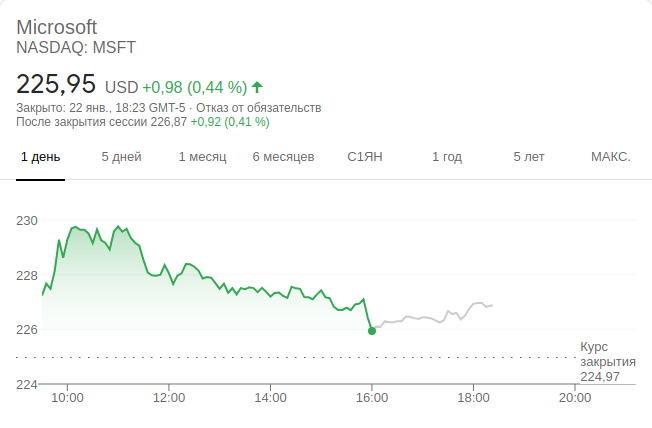 Microsoft
NASDAQ: MSFT
225,95 USD +0,98 (0,44 %)
Закрыто: 22 янв., 18:23 GMT-5 · Отказ от обязательств
После закрытия сессии 226,87 +0,92 (0,41 %)
1 день 5 дней 1 месяц 6 месяцев С1ЯН 1 год 5 лет МАКС.
230
228
226
Курс
закрытия
224,97
224
10:00 12:00 14:00 16:00 18:00 20:00